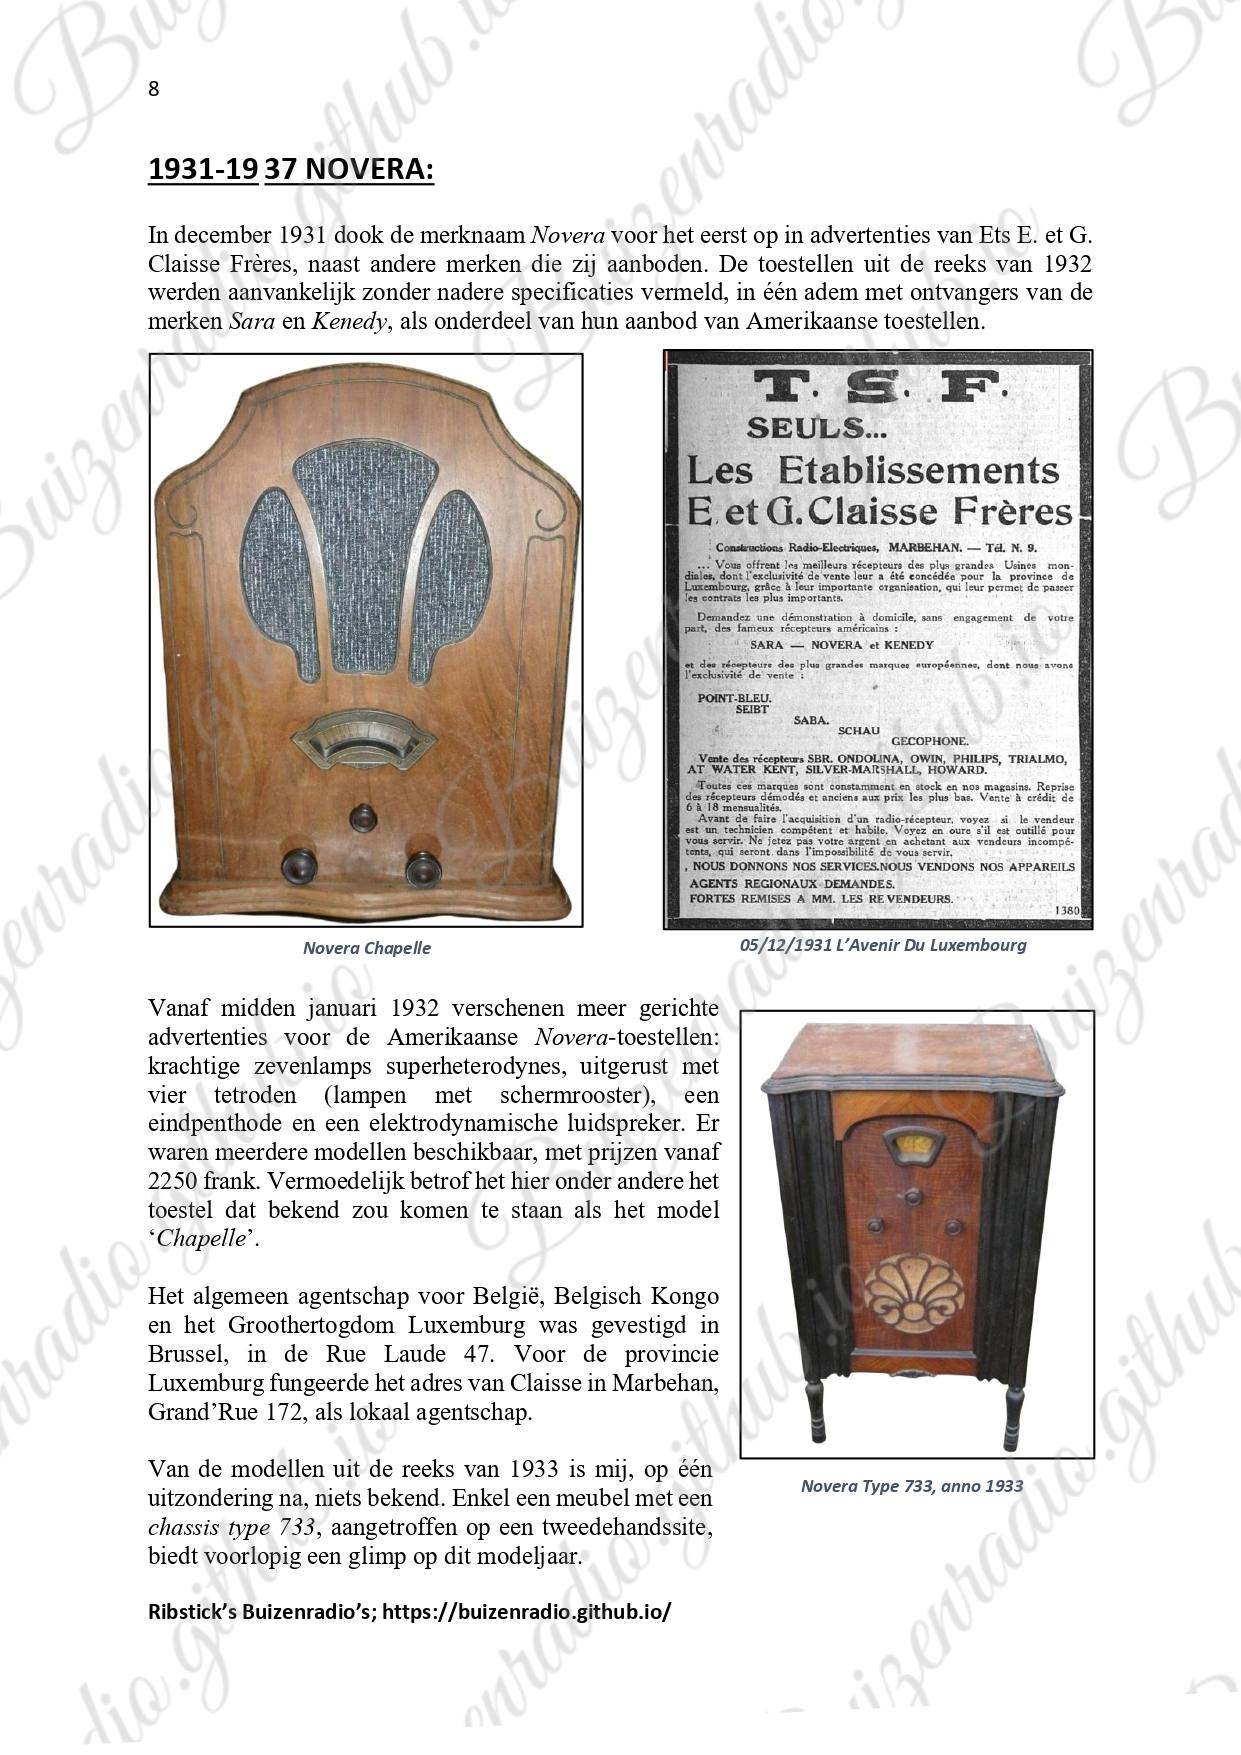 8
1931-19 37 NOVERA:
In december 1931 dook de merknaam Novera voor het eerst op in advertenties van Ets E. et G.
Claisse Frères, naast andere merken die zij aanboden. De toestellen uit de reeks van 1932
werden aanvankelijk zonder nadere specificaties vermeld, in één adem met ontvangers van de
merken Sara en Kenedy, als onderdeel van hun aanbod van Amerikaanse toestellen.
T. S. F.
SEULS...
Les Etablissements
E. et G. Claisse Frères
Constructions Radio-Electriques, MARBEHAN. — Tél. N. 9.
... Vous offrent les meilleurs récepteurs des plus grandes Usines mon-
diales, dont l'exclusivité de vente leur a été concédée pour la province de
Luxembourg, grâce à leur importante organisation, qui leur permet de passer
les contrats les plus importants.
Demandez une démonstration à domicile, sans engagement de votre
part, des fameux récepteurs américains :
SARA — NOVERA et KENEDY
et des récepteurs des plus grandes marques européennes, dont nous avons
l'exclusivité de vente :
POINT-BLEU.
SEIBT
SABA.
SCHAU
GECOPHONE.
Vente des récepteurs SBR. ONDOLINA, OWIN, PHILIPS, TRIALMO,
AT WATER KENT, SILVER-MARSHALL, HOWARD.
Toutes ces marques sont constamment en stock en nos magasins. Reprise
des récepteurs démodés et anciens aux prix les plus bas. Vente à crédit de
6 à 18 mensualités.
Avant de faire l'acquisition d'un radio-récepteur, voyez si le vendeur
est un technicien compétent et habile. Voyez en oure s'il est outillé pour
vous servir. Ne jetez pas votre argent en achetant aux vendeurs incompé-
tents, qui seront dans l'impossibilité de vous servir.
NOUS DONNONS NOS SERVICES. NOUS VENDONS NOS APPAREILS
AGENTS REGIONAUX DEMANDES.
FORTES REMISES A MM. LES REVENDEURS.
1380
Novera Chapelle
05/12/1931 L’Avenir Du Luxembourg
Vanaf midden januari 1932 verschenen meer gerichte
advertenties voor de Amerikaanse Novera-toestellen:
krachtige zevenlamps superheterodynes, uitgerust met
vier tetroden (lampen met schermrooster), een
eindpenthode en een elektrodynamische luidspreker. Er
waren meerdere modellen beschikbaar, met prijzen vanaf
2250 frank. Vermoedelijk betrof het hier onder andere het
toestel dat bekend zou komen te staan als het model
‘Chapelle’.
Het algemeen agentschap voor België, Belgisch Kongo
en het Groothertogdom Luxemburg was gevestigd in
Brussel, in de Rue Laude 47. Voor de provincie
Luxemburg fungeerde het adres van Claisse in Marbehan,
Grand’Rue 172, als lokaal agentschap.
Van de modellen uit de reeks van 1933 is mij, op één
uitzondering na, niets bekend. Enkel een meubel met een
chassis type 733, aangetroffen op een tweedehandssite,
biedt voorlopig een glimp op dit modeljaar.
Novera Type 733, anno 1933
Ribstick’s Buizenradio’s; https://buizenradio.github.io/
Buizenradio.github.io